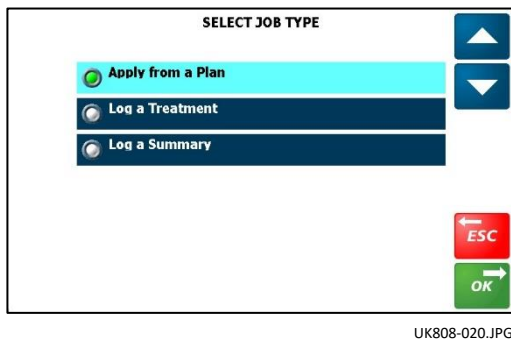 SELECT JOB TYPE
Apply from a Plan
Log a Treatment
Log a Summary
ESC
OK
UK808-020.JPG